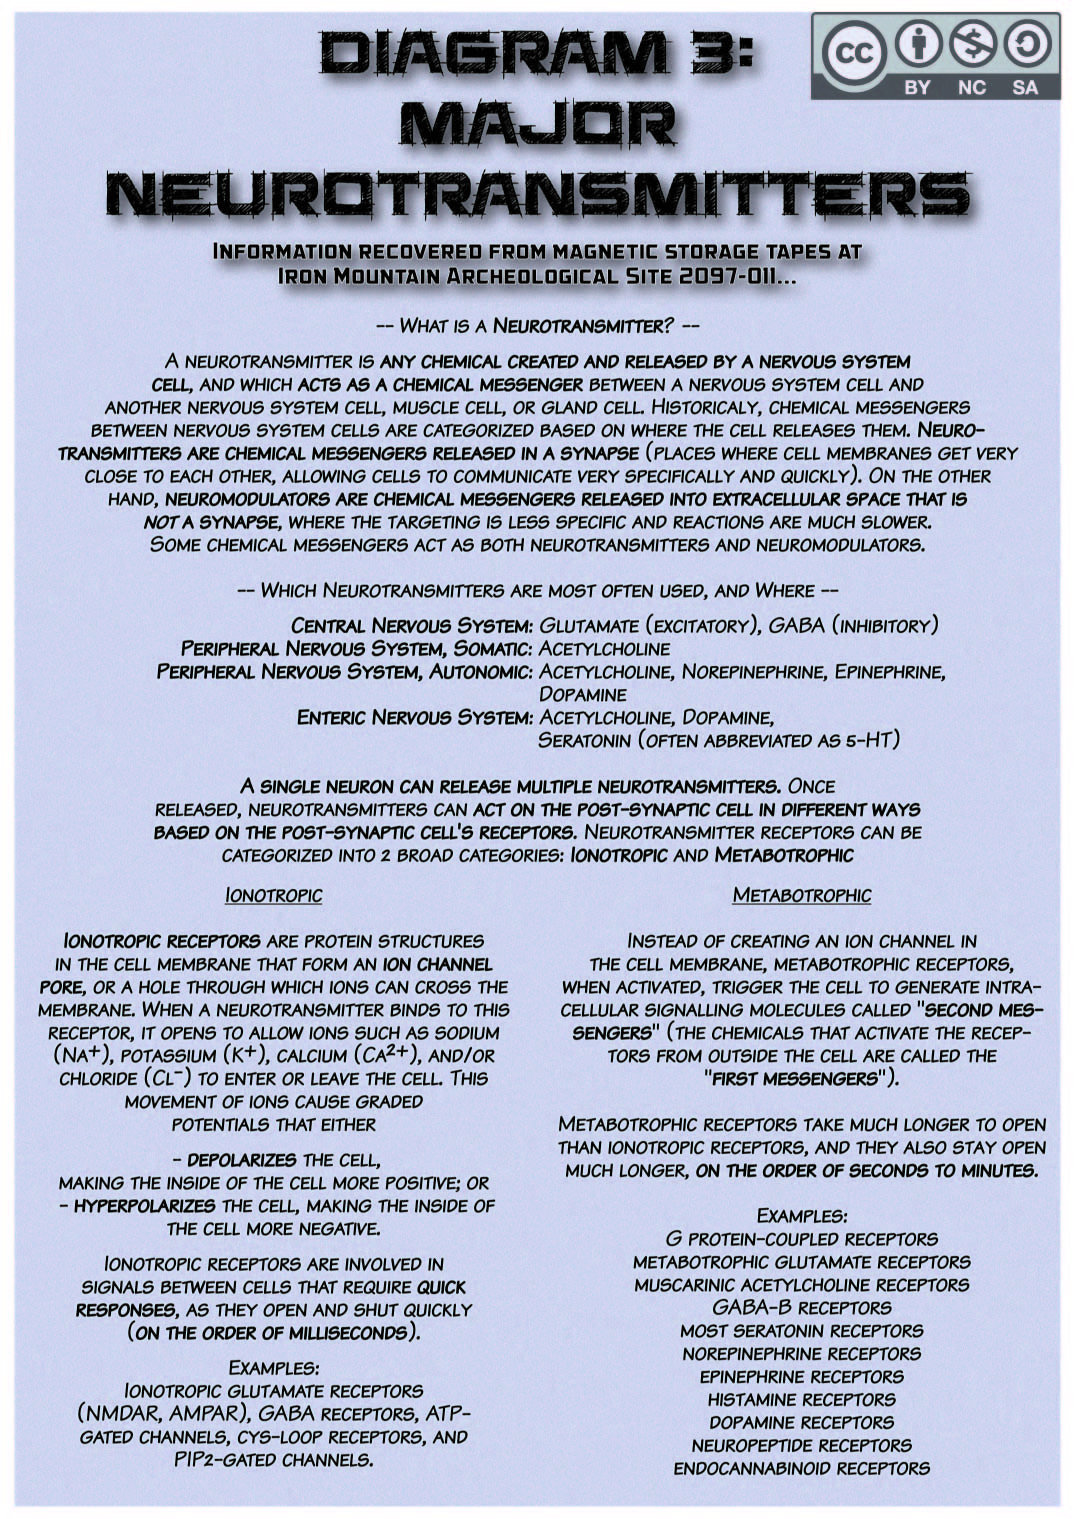 DIAGRAM 3:
MAJOR
NEUROTRANSMITTERS
CC BY NC SA
Information recovered from magnetic storage tapes at
Iron Mountain Archeological Site 2097-011...
-- What is a Neurotransmitter? --
A neurotransmitter is any chemical created and released by a nervous system
cell, and which acts as a chemical messenger between a nervous system cell and
another nervous system cell, muscle cell, or gland cell. Historicaly, chemical messengers
between nervous system cells are categorized based on where the cell releases them. Neuro-
transmitters are chemical messengers released in a synapse (places where cell membranes get very
close to each other, allowing cells to communicate very specifically and quickly). On the other
hand, neuromodulators are chemical messengers released into extracellular space that is
not a synapse, where the targeting is less specific and reactions are much slower.
Some chemical messengers act as both neurotransmitters and neuromodulators.
-- Which Neurotransmitters are most often used, and Where --
Central Nervous System: Glutamate (excitatory), GABA (inhibitory)
Peripheral Nervous System, Somatic: Acetylcholine
Peripheral Nervous System, Autonomic: Acetylcholine, Norepinephrine, Epinephrine,
Dopamine
Enteric Nervous System: Acetylcholine, Dopamine,
Seratonin (often abbreviated as 5-HT)
A single neuron can release multiple neurotransmitters. Once
released, neurotransmitters can act on the post-synaptic cell in different ways
based on the post-synaptic cell's receptors. Neurotransmitter receptors can be
categorized into 2 broad categories: Ionotropic and Metabotrophic
Ionotropic
Ionotropic receptors are protein structures
in the cell membrane that form an ion channel
pore, or a hole through which ions can cross the
membrane. When a neurotransmitter binds to this
receptor, it opens to allow ions such as sodium
(Na+), potassium (K+), calcium (Ca2+), and/or
chloride (Cl-) to enter or leave the cell. This
movement of ions cause graded
potentials that either
- depolarizes the cell,
making the inside of the cell more positive; or
- hyperpolarizes the cell, making the inside of
the cell more negative.
Ionotropic receptors are involved in
signals between cells that require quick
responses, as they open and shut quickly
(on the order of milliseconds).
Examples:
Ionotropic glutamate receptors
(NMDAR, AMPAR), GABA receptors, ATP-
gated channels, cys-loop receptors, and
PIP2-gated channels.
Metabotrophic
Instead of creating an ion channel in
the cell membrane, metabotrophic receptors,
when activated, trigger the cell to generate intra-
cellular signalling molecules called "second mes-
sengers" (the chemicals that activate the recep-
tors from outside the cell are called the
"first messengers").
Metabotrophic receptors take much longer to open
than ionotropic receptors, and they also stay open
much longer, on the order of seconds to minutes.
Examples:
G protein-coupled receptors
metabotrophic glutamate receptors
muscarinic acetylcholine receptors
GABA-B receptors
most seratonin receptors
norepinephrine receptors
epinephrine receptors
histamine receptors
dopamine receptors
neuropeptide receptors
endocannabinoid receptors